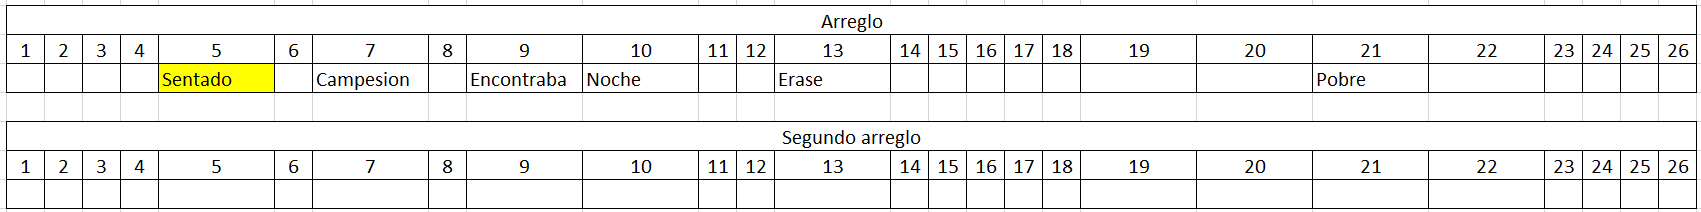 Arreglo
1 2 3 4 5 6 7 8 9 10 11 12 13 14 15 16 17 18 19 20 21 22 23 24 25 26
Sentado Campesion Encontraba Noche Erase Pobre
Segundo arreglo
1 2 3 4 5 6 7 8 9 10 11 12 13 14 15 16 17 18 19 20 21 22 23 24 25 26